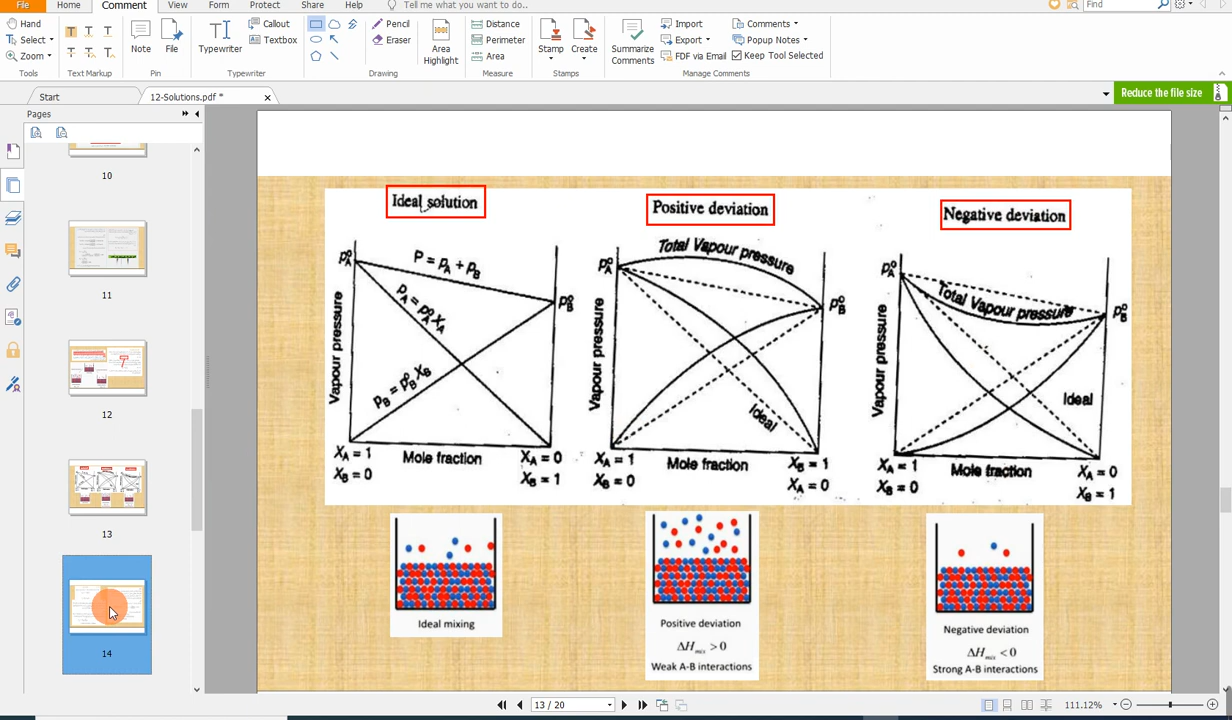 File Home Comment View Form Protect Share Help Tell me what you want to do... Find
Hand
Select
Zoom
Tools
T T T
T T T
Text Markup
Note
File
Pin
Typewriter
Callout
Textbox
Typewriter
Pencil
Eraser
Drawing
Area
Highlight
Distance
Perimeter
Area
Measure
Stamp
Create
Stamps
Summarize
Comments
Import
Export
FDF via Email
Comments
Popup Notes
Keep Tool Selected
Manage Comments
Start
12-Solutions.pdf *
Reduce the file size
Pages
10
11
12
13
14
Ideal solution
P = pA + pB
p°A
pA = p°A XA
p°B
pB = p°B XB
Vapour pressure
XA = 1
XB = 0
Mole fraction
XA = 0
XB = 1
Positive deviation
Total Vapour pressure
p°A
p°B
Vapour pressure
Ideal
XA = 1
XB = 0
Mole fraction
XB = 1
XA = 0
Negative deviation
p°A
Total Vapour pressure
p°B
Vapour pressure
Ideal
XA = 1
XB = 0
Mole fraction
XA = 0
XB = 1
Ideal mixing
Positive deviation
ΔHmix > 0
Weak A-B interactions
Negative deviation
ΔHmix < 0
Strong A-B interactions
13 / 20
111.12%